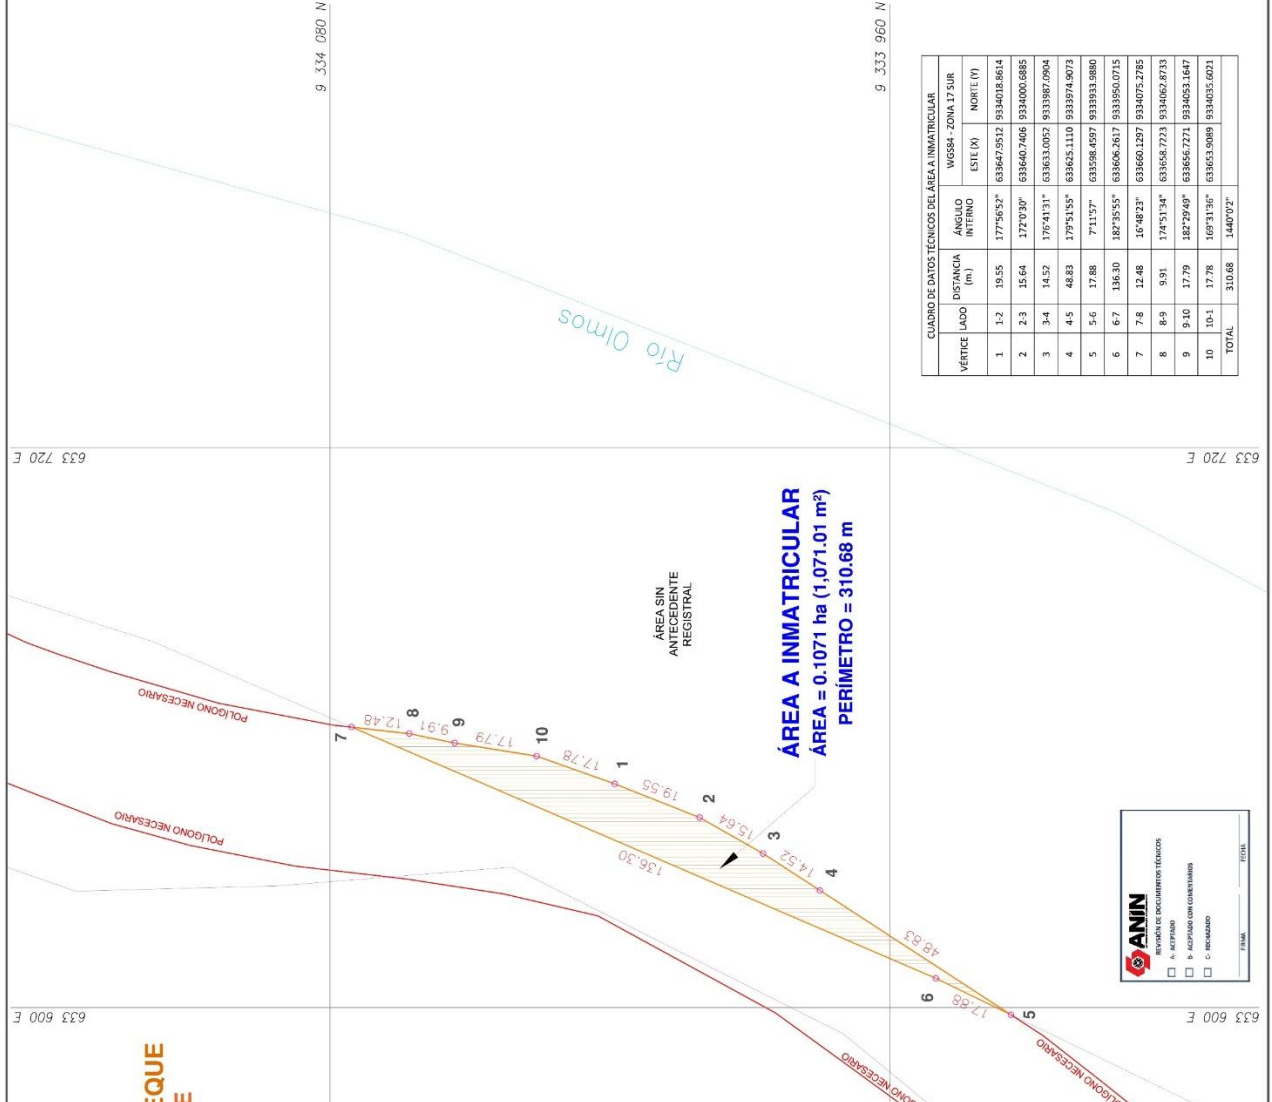 9 334 080 N
9 333 960 N
633 720 E
633 720 E
633 600 E
633 600 E
Río Olmos
CUADRO DE DATOS TÉCNICOS DEL ÁREA A INMATRICULAR
VÉRTICE LADO DISTANCIA (m.) ÁNGULO INTERNO WGS84 - ZONA 17 SUR
ESTE (X) NORTE (Y)
1 1-2 19.55 177°56'52" 633647.9512 9334018.8614
2 2-3 15.64 172°0'30" 633640.7406 9334000.6885
3 3-4 14.52 176°41'31" 633633.0052 9333987.0904
4 4-5 48.83 179°51'55" 633625.1110 9333974.9073
5 5-6 17.88 7°11'57" 633598.4597 9333933.9880
6 6-7 136.30 182°35'55" 633606.2617 9333950.0715
7 7-8 12.48 16°48'23" 633660.1297 9334075.2785
8 8-9 9.91 174°51'34" 633658.7223 9334062.8733
9 9-10 17.79 182°29'49" 633656.7271 9334053.1647
10 10-1 17.78 169°31'36" 633653.9089 9334035.6021
TOTAL 310.68 1440°0'2"
ÁREA SIN
ANTECEDENTE
REGISTRAL
ÁREA A INMATRICULAR
ÁREA = 0.1071 ha (1,071.01 m²)
PERÍMETRO = 310.68 m
POLÍGONO NECESARIO
POLÍGONO NECESARIO
7
12.48
8
9.91
9
17.79
10
17.78
1
19.55
2
15.64
3
14.52
4
48.83
136.30
6
17.88
5
POLÍGONO NECESARIO
EQUE
E
ANIN
REVISIÓN DE DOCUMENTOS TÉCNICOS
A- ACEPTADO
B- ACEPTADO CON COMENTARIOS
C- RECHAZADO
FIRMA FECHA